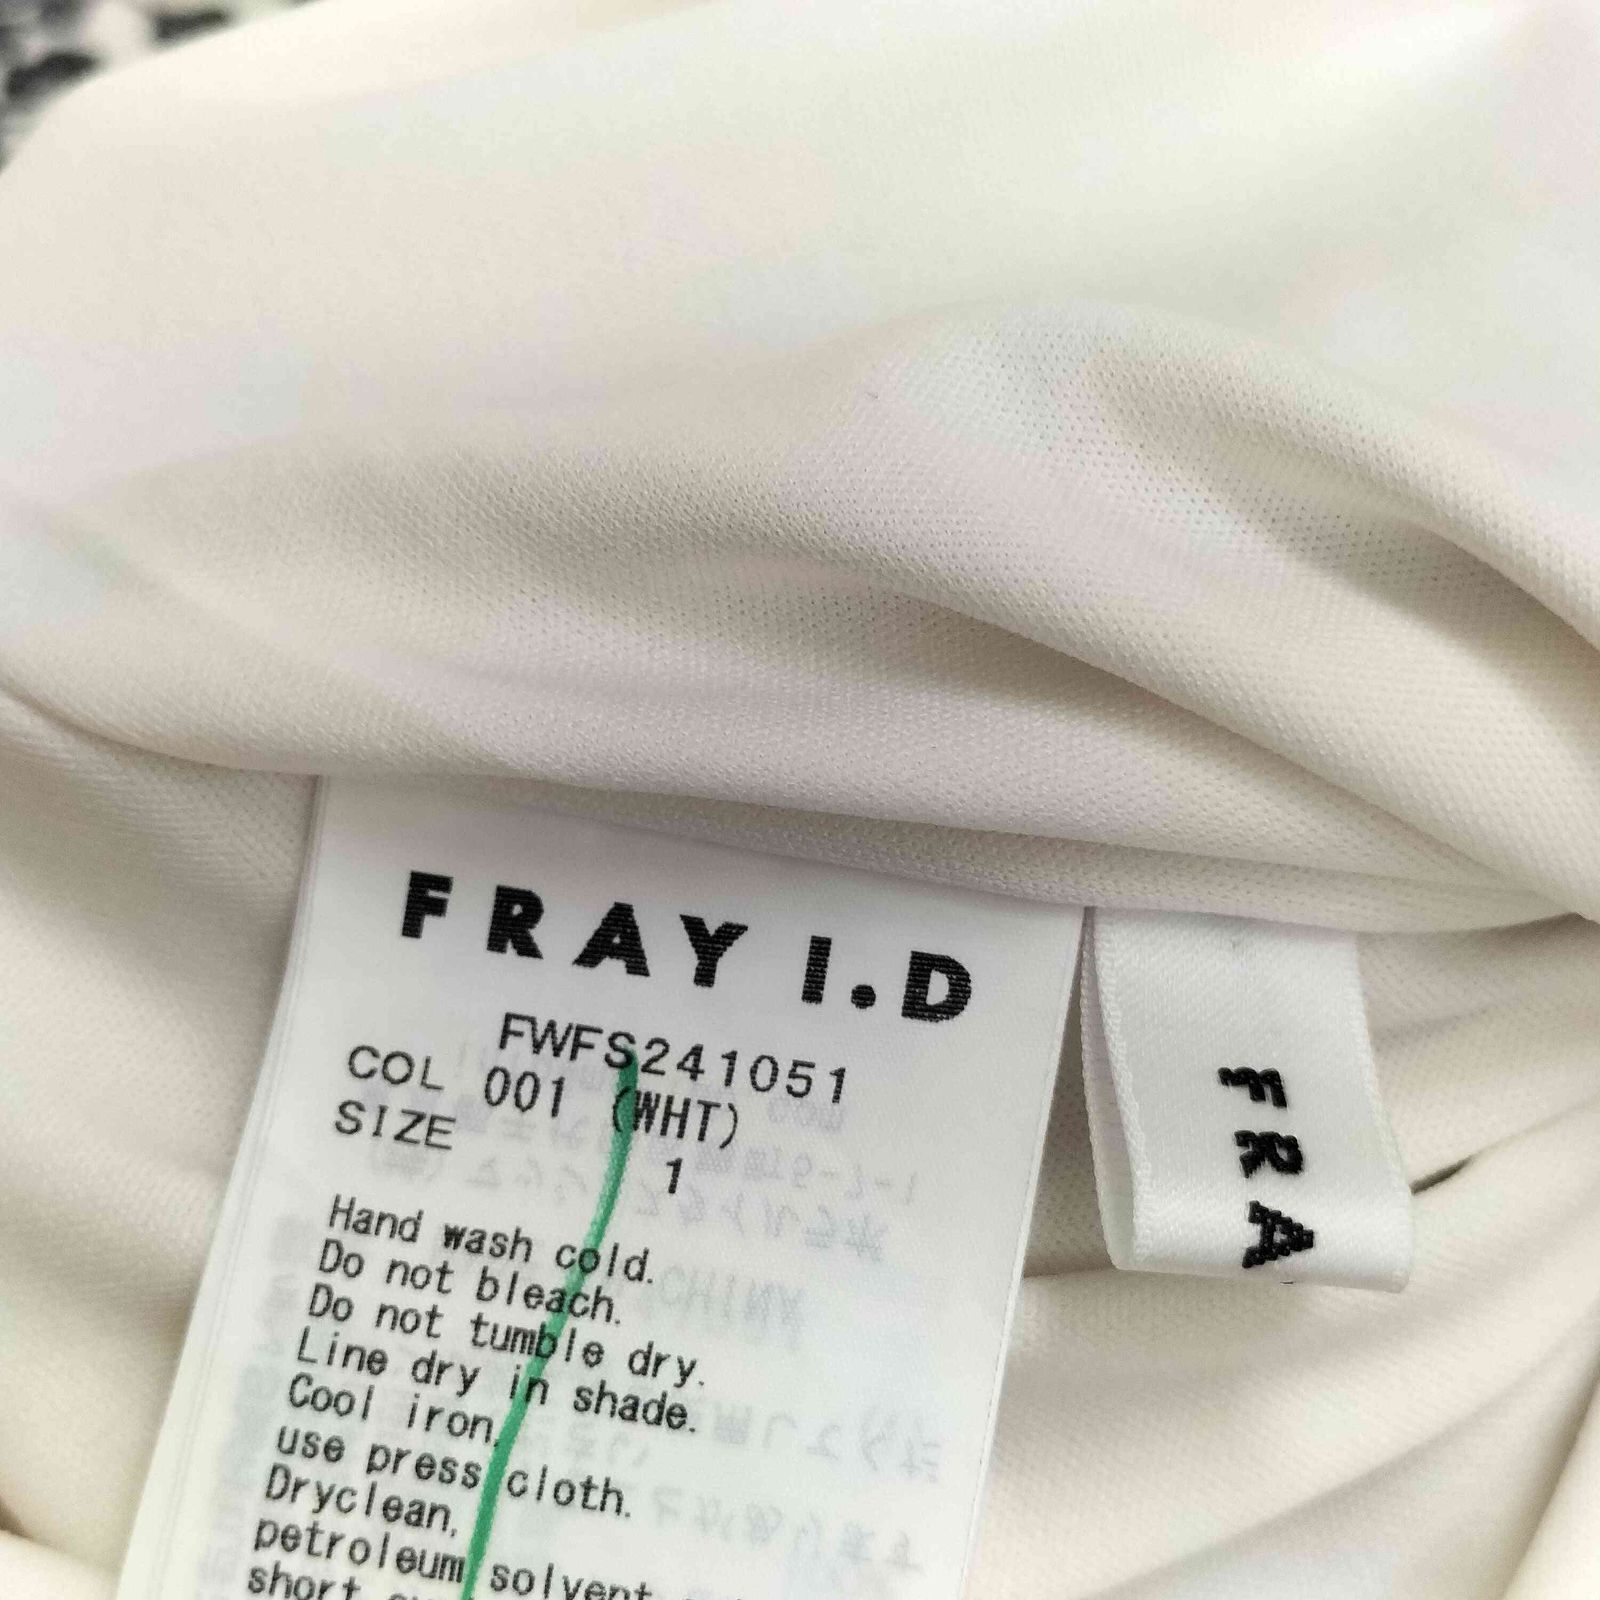 FRAY I.D
FWFS241051
COL 001 (WHT)
SIZE 1
Hand wash cold.
Do not bleach.
Do not tumble dry.
Line dry in shade.
Cool iron,
use press cloth.
Dryclean,
petroleum solvent
short
FRA